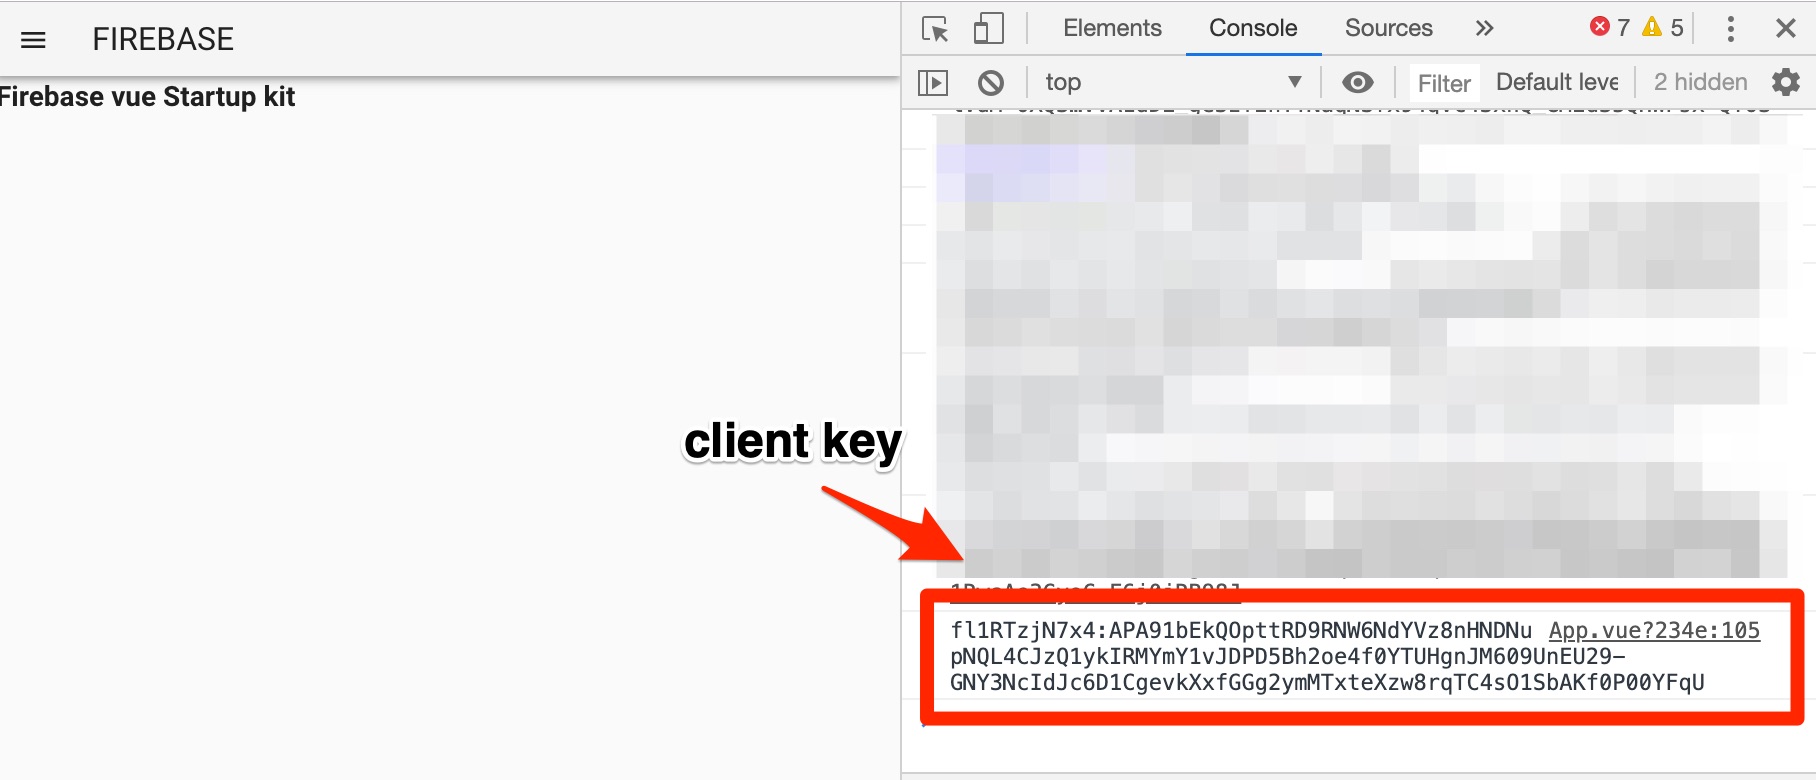 FIREBASE
Elements Console Sources » 7 5
top Filter Default leve 2 hidden
Firebase vue Startup kit
client key
fl1RTzjN7x4:APA91bEkQOpttRD9RNW6NdYVz8nHNDNu App.vue?234e:105
pNQL4CJzQ1ykIRMYmY1vJDPD5Bh2oe4f0YTUHgnJM609UnEU29-
GNY3NcIdJc6D1CgevkXxfGGg2ymMTxteXzw8rqTC4sO1SbAKf0P00YFqU